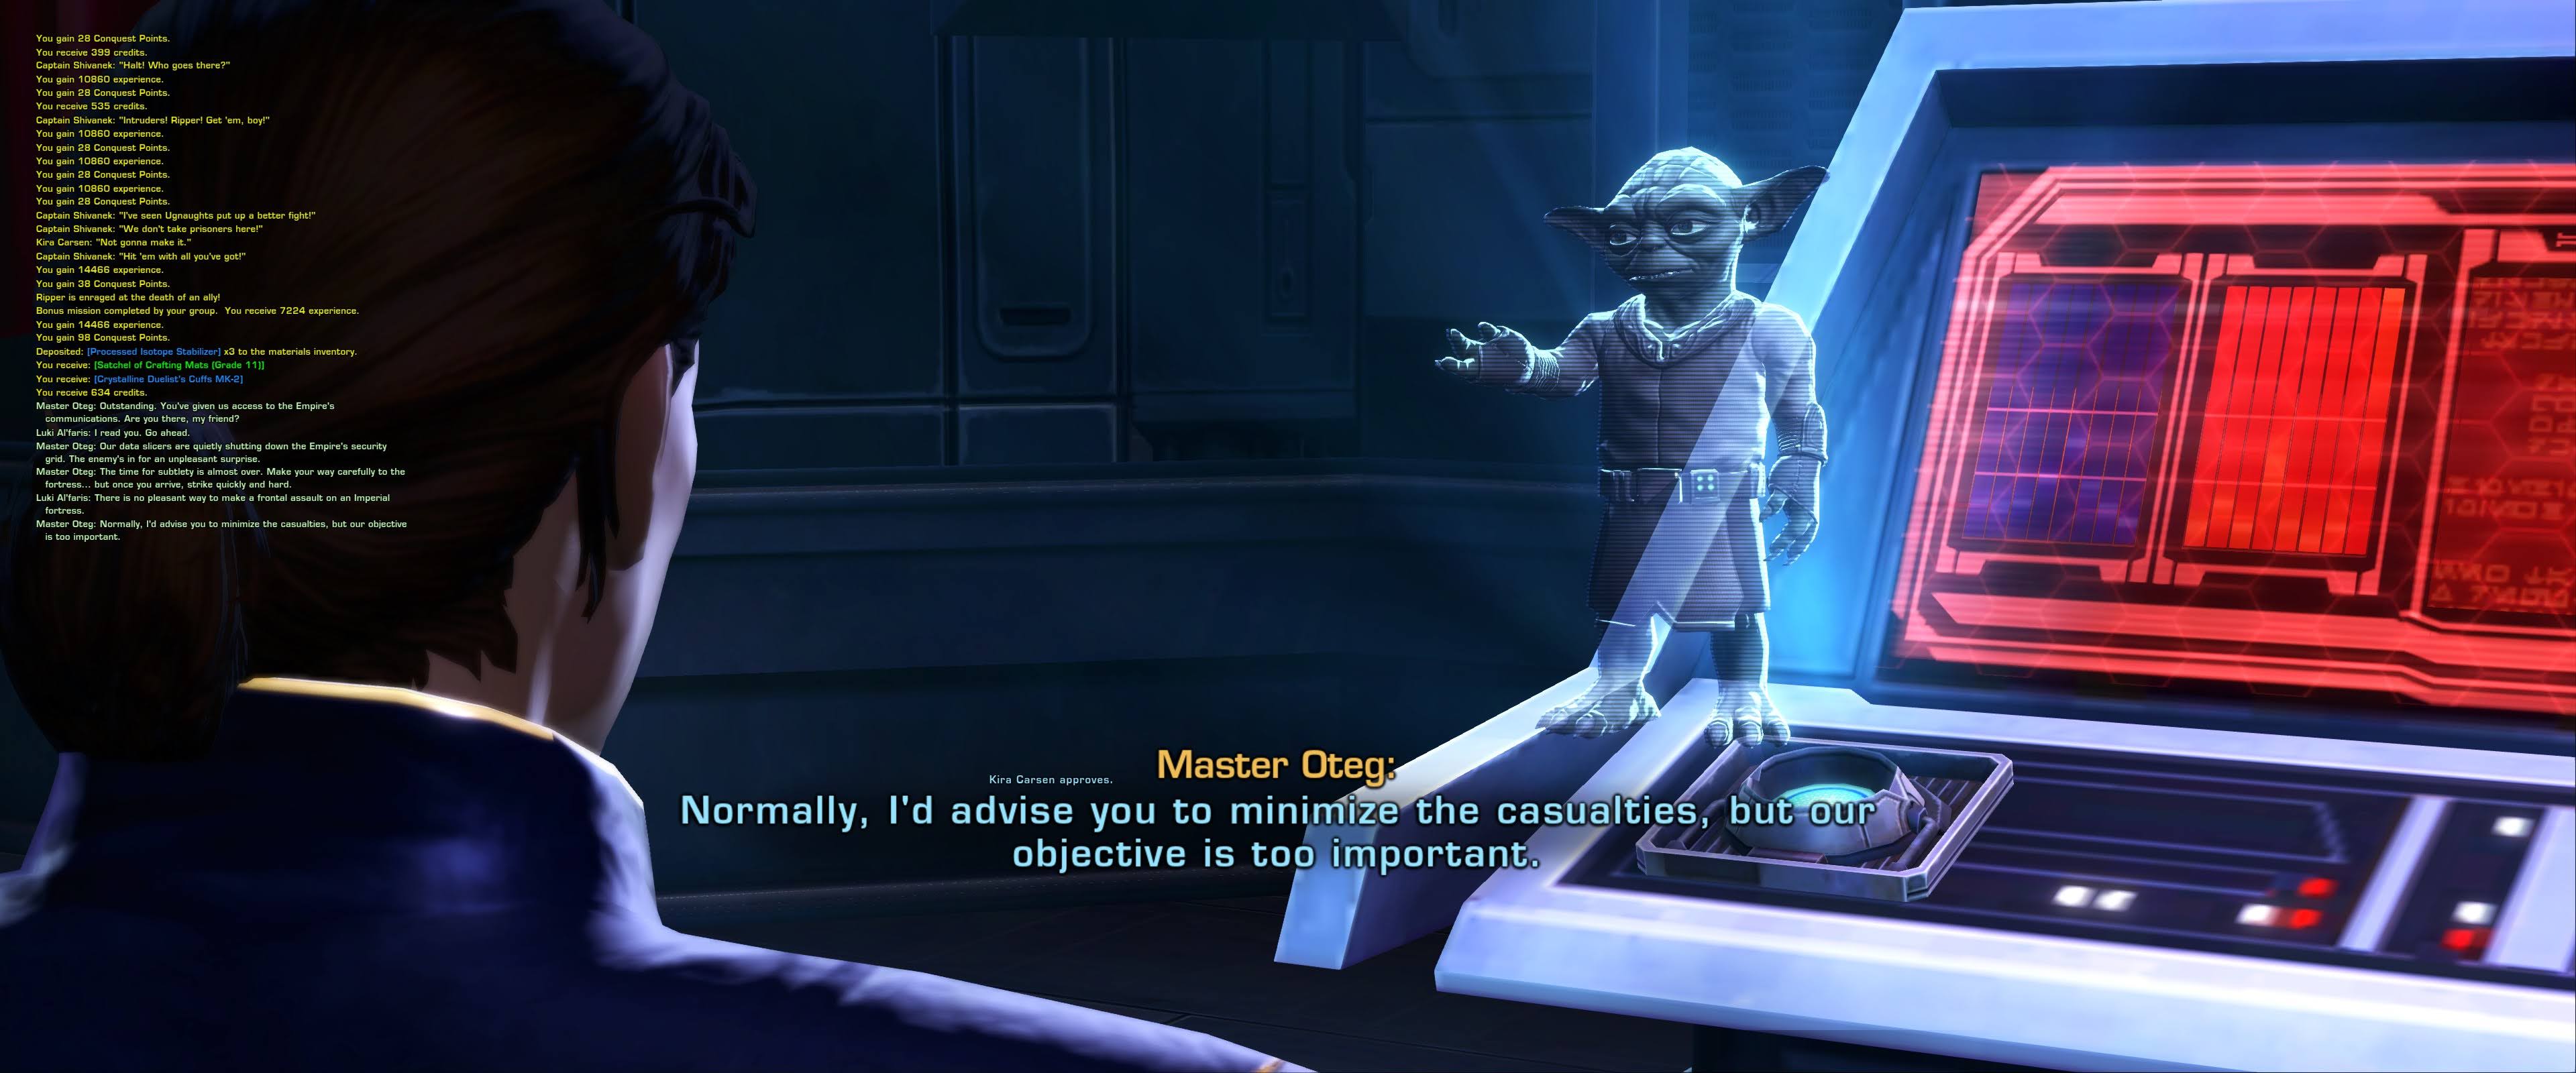 You gain 28 Conquest Points.
You receive 399 credits.
Captain Shivanek: "Halt! Who goes there?"
You gain 10860 experience.
You gain 28 Conquest Points.
You receive 535 credits.
Captain Shivanek: "Intruders! Ripper! Get 'em, boy!"
You gain 10860 experience.
You gain 28 Conquest Points.
You gain 10860 experience.
You gain 28 Conquest Points.
You gain 10860 experience.
You gain 28 Conquest Points.
Captain Shivanek: "I've seen Ugnaughts put up a better fight!"
Captain Shivanek: "We don't take prisoners here!"
Kira Carsen: "Not gonna make it."
Captain Shivanek: "Hit 'em with all you've got!"
You gain 14466 experience.
You gain 38 Conquest Points.
Ripper is enraged at the death of an ally!
Bonus mission completed by your group.  You receive 7224 experience.
You gain 14466 experience.
You gain 98 Conquest Points.
Deposited: [Processed Isotope Stabilizer] x3 to the materials inventory.
You receive: [Satchel of Crafting Mats (Grade 11)]
You receive: [Crystalline Duelist's Cuffs MK-2]
You receive 634 credits.
Master Oteg: Outstanding. You've given us access to the Empire's
communications. Are you there, my friend?
Luki Al'faris: I read you. Go ahead.
Master Oteg: Our data slicers are quietly shutting down the Empire's security
grid. The enemy's in for an unpleasant surprise.
Master Oteg: The time for subtlety is almost over. Make your way carefully to the
fortress... but once you arrive, strike quickly and hard.
Luki Al'faris: There is no pleasant way to make a frontal assault on an Imperial
fortress.
Master Oteg: Normally, I'd advise you to minimize the casualties, but our objective
is too important.
Kira Carsen approves.
Master Oteg:
Normally, I'd advise you to minimize the casualties, but our
objective is too important.